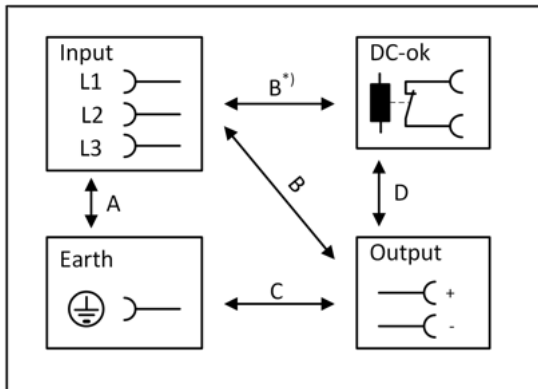 Input
L1
L2
L3
B*)
DC-ok
A
B
D
Earth
C
Output
+
-